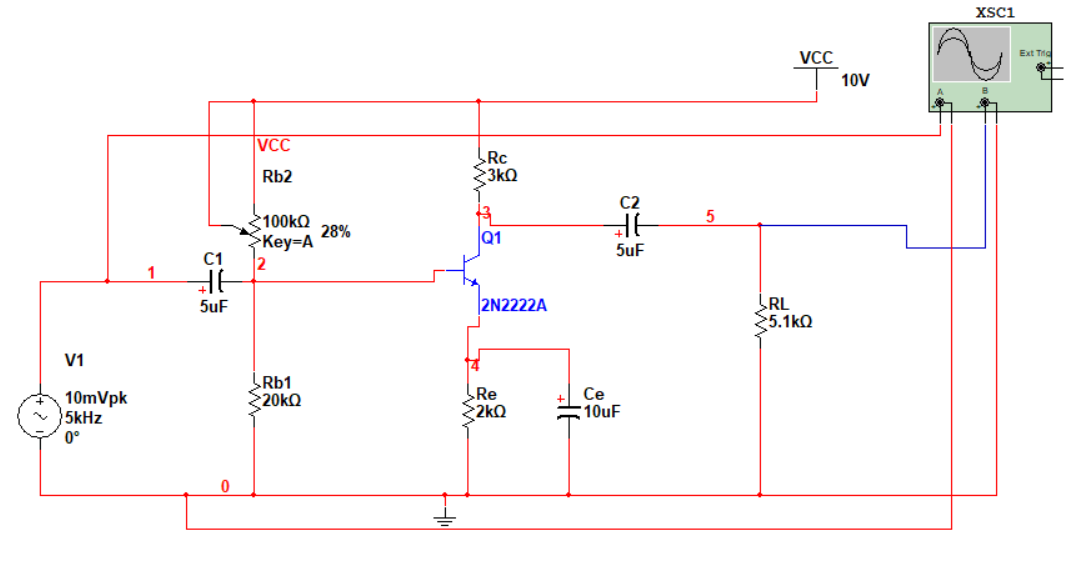 XSC1
Ext Trig
+
A
B
+
+
VCC
10V
VCC
Rb2
100kΩ
Key=A
28%
Rc
3kΩ
3
C2
+
5uF
5
Q1
2N2222A
C1
+
5uF
1
2
RL
5.1kΩ
V1
10mVpk
5kHz
0°
Rb1
20kΩ
4
Re
2kΩ
Ce
+
10uF
0